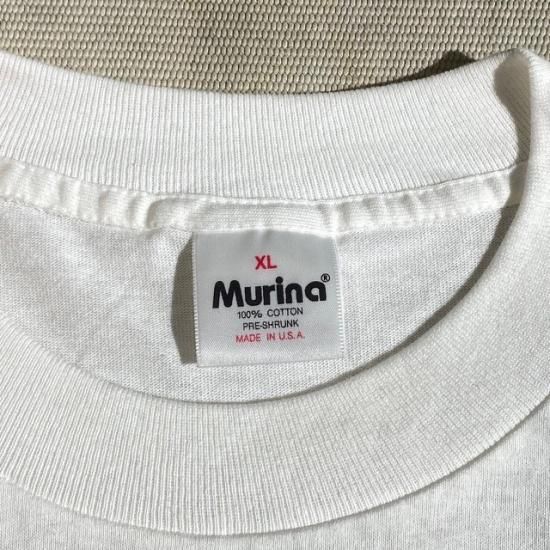 XL
Murina®
100% COTTON
PRE-SHRUNK
MADE IN U.S.A.